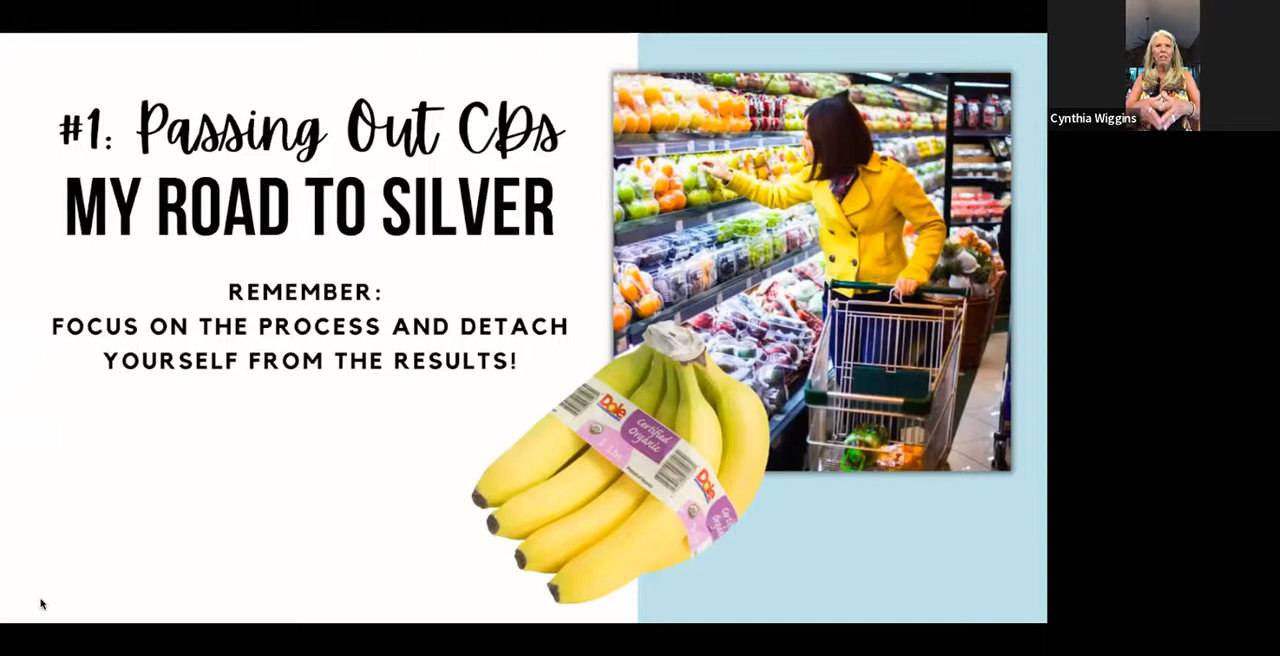 #1: Passing Out CDs
MY ROAD TO SILVER
REMEMBER:
FOCUS ON THE PROCESS AND DETACH
YOURSELF FROM THE RESULTS!
Dole
Certified
Organic
Dole
Cynthia Wiggins